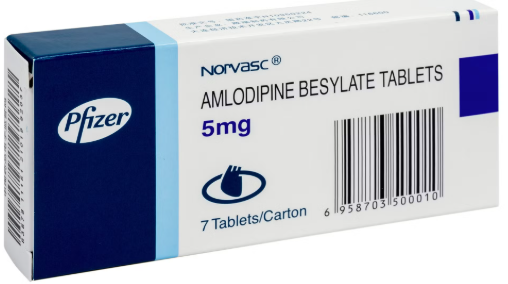 Pfizer
Norvasc®
AMLODIPINE BESYLATE TABLETS
5mg
7 Tablets/Carton
6 958703 500010